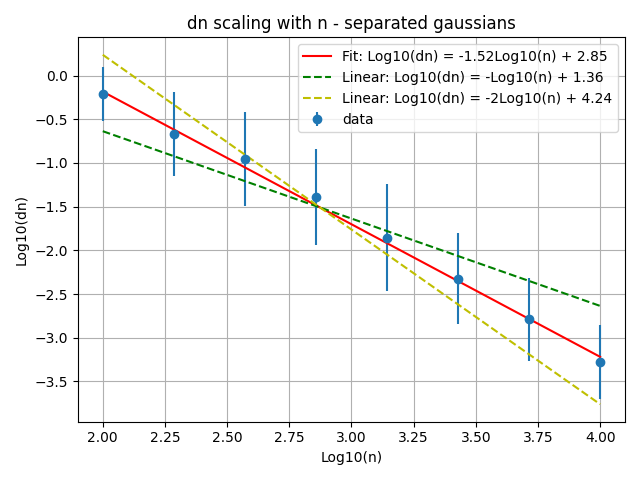 dn scaling with n - separated gaussians
Fit: Log10(dn) = -1.52Log10(n) + 2.85
Linear: Log10(dn) = -Log10(n) + 1.36
Linear: Log10(dn) = -2Log10(n) + 4.24
data
Log10(dn)
0.0
−0.5
−1.0
−1.5
−2.0
−2.5
−3.0
−3.5
2.00 2.25 2.50 2.75 3.00 3.25 3.50 3.75 4.00
Log10(n)